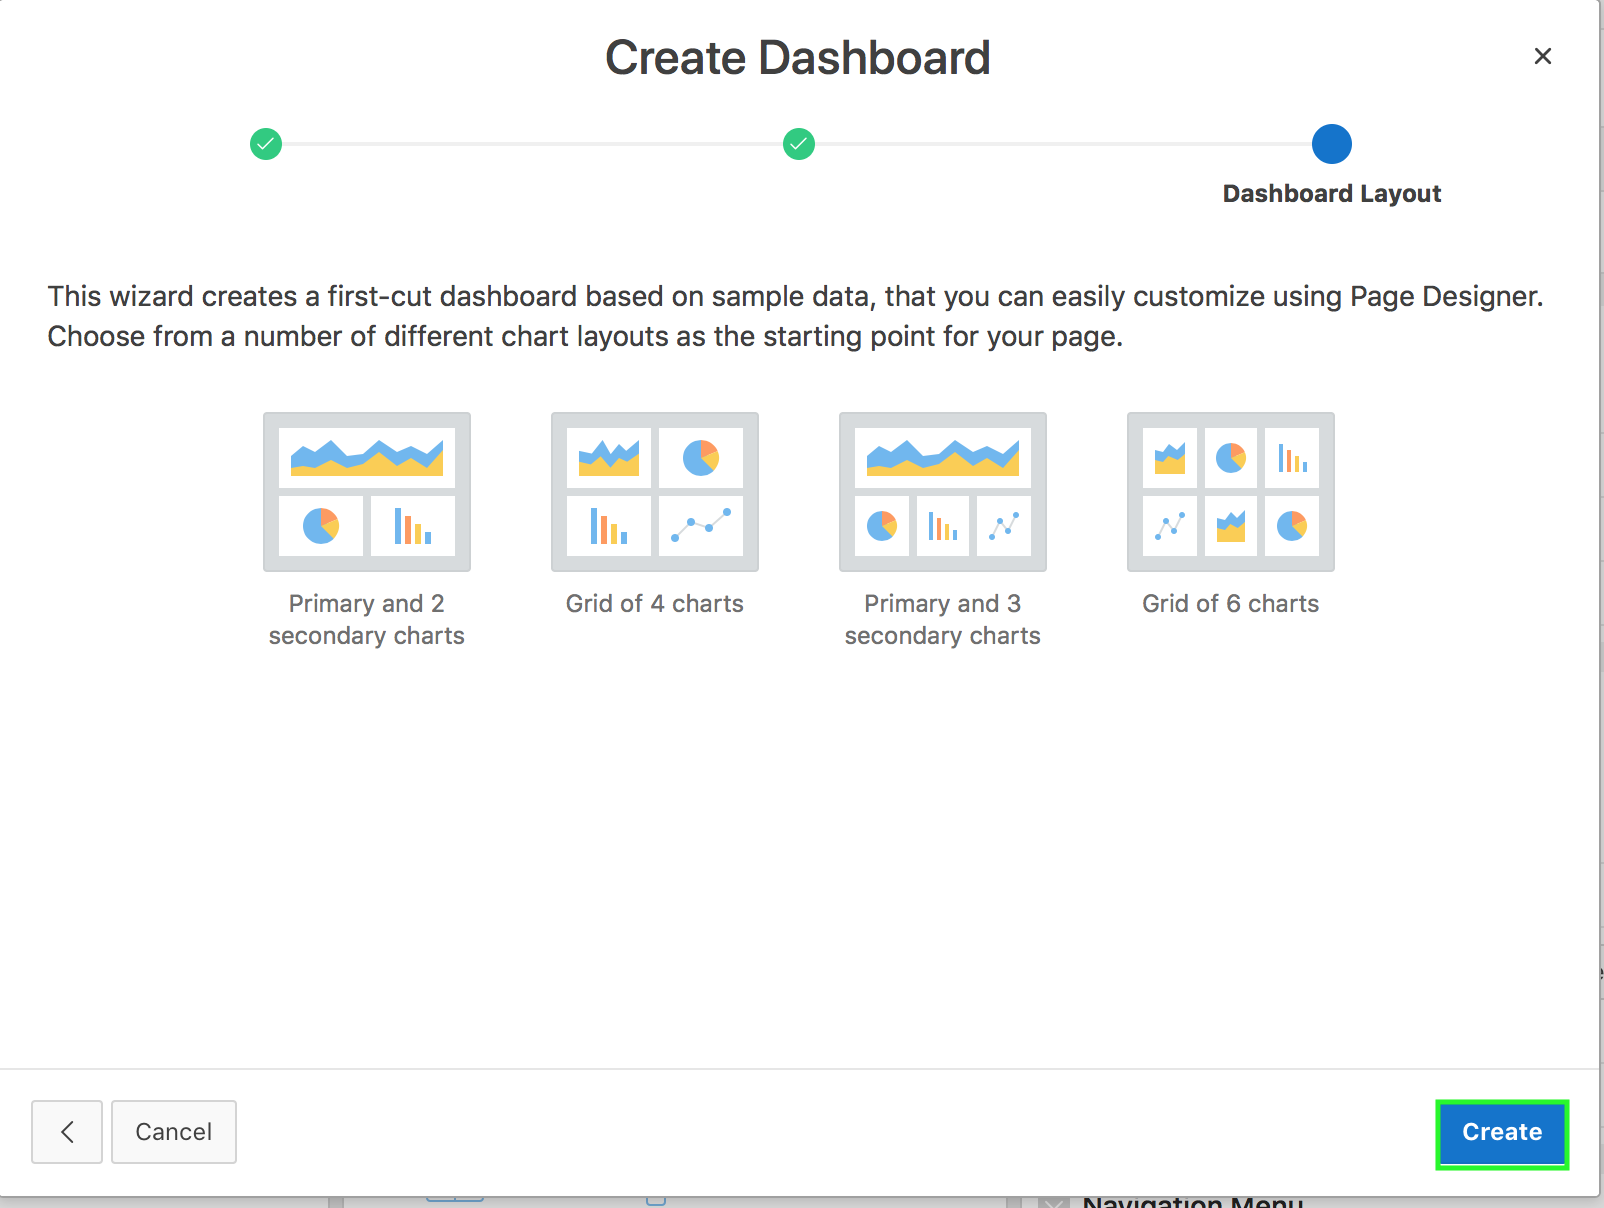 Create Dashboard
Dashboard Layout
This wizard creates a first-cut dashboard based on sample data, that you can easily customize using Page Designer.
Choose from a number of different chart layouts as the starting point for your page.
Primary and 2
secondary charts
Grid of 4 charts
Primary and 3
secondary charts
Grid of 6 charts
Cancel
Create
Navigation Menu